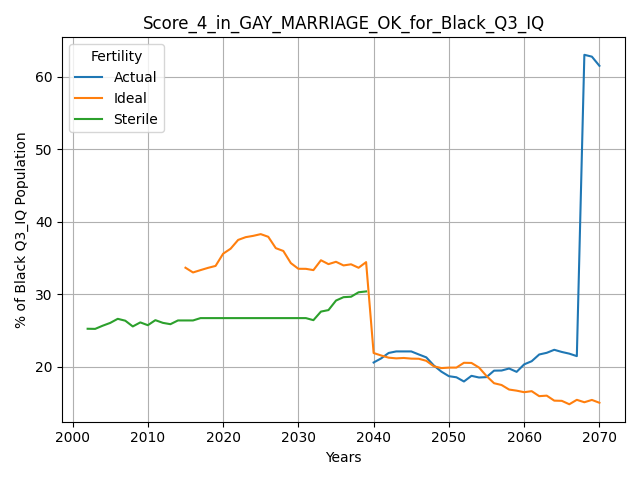 Score_4_in_GAY_MARRIAGE_OK_for_Black_Q3_IQ
Fertility
Actual
Ideal
Sterile
% of Black Q3_IQ Population
60
50
40
30
20
2000 2010 2020 2030 2040 2050 2060 2070
Years